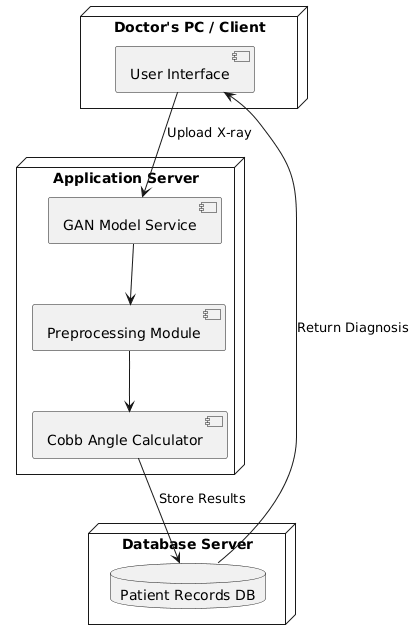 Doctor's PC / Client
User Interface
Upload X-ray
Application Server
GAN Model Service
Preprocessing Module
Return Diagnosis
Cobb Angle Calculator
Store Results
Database Server
Patient Records DB